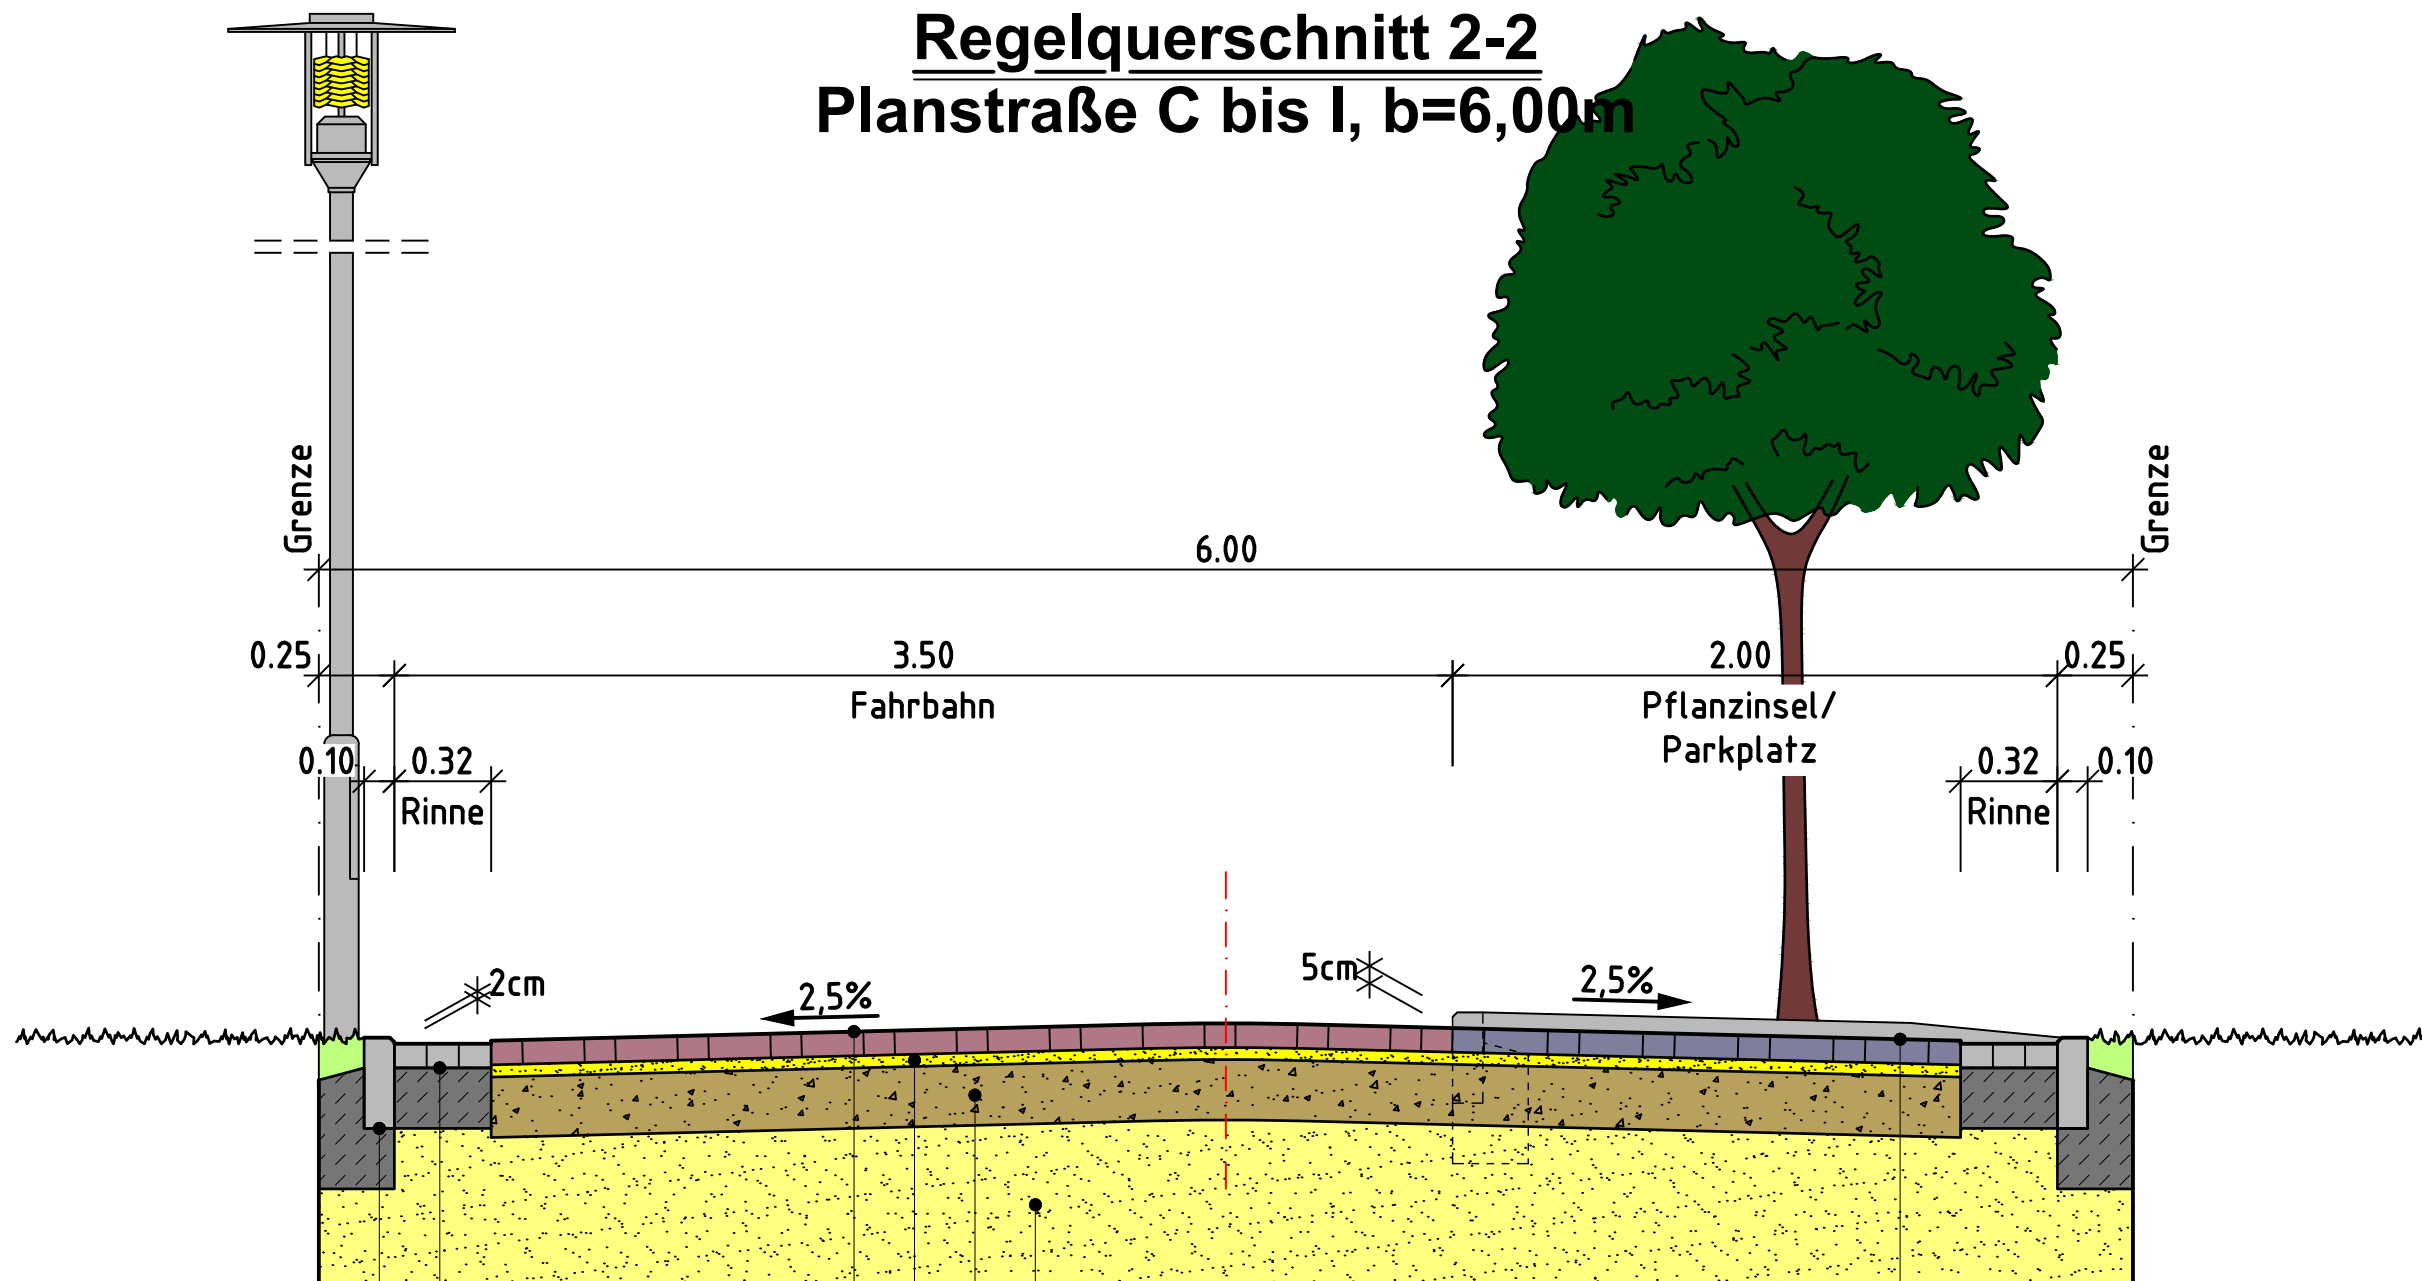 Regelquerschnitt 2-2
Planstraße C bis I, b=6,00m
Grenze
Grenze
6.00
0.25
3.50
2.00
0.25
Fahrbahn
Pflanzinsel/
Parkplatz
0.10
0.32
0.32
0.10
Rinne
Rinne
2cm
2,5%
5cm
2,5%